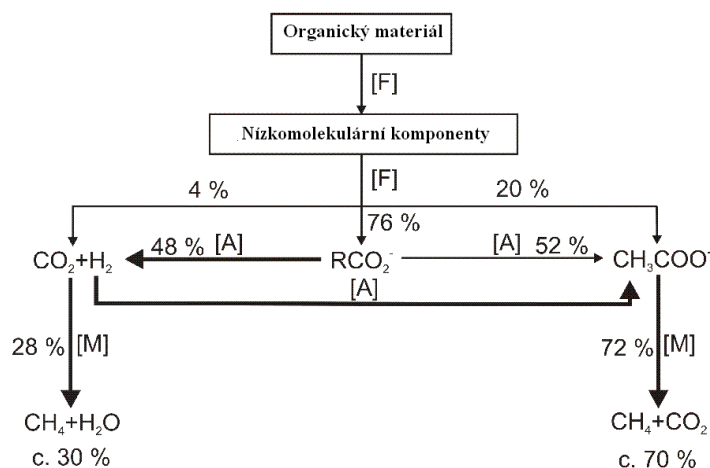 Organický materiál
[F]
Nízkomolekulární komponenty
[F]
4 %
76 %
20 %
CO₂+H₂
48 %
[A]
RCO₂⁻
[A]
52 %
CH₃COO⁻
[A]
28 %
[M]
72 %
[M]
CH₄+H₂O
CH₄+CO₂
c. 30 %
c. 70 %